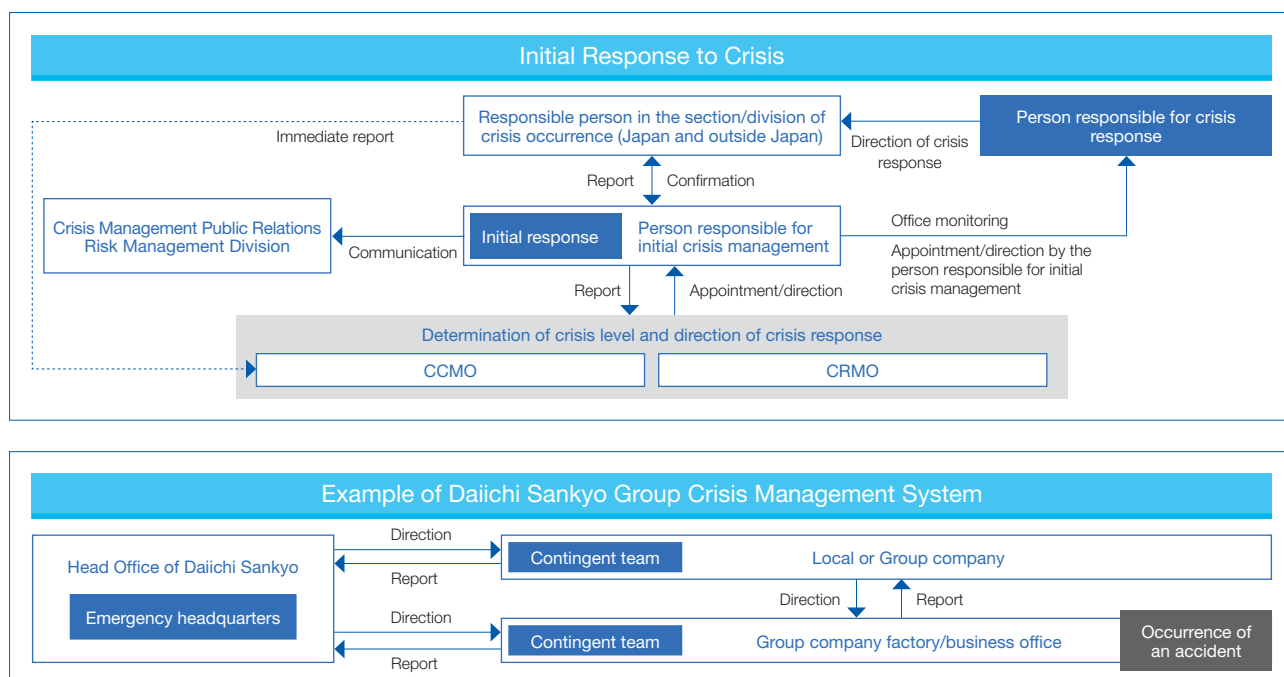 Initial Response to Crisis
Responsible person in the section/division of
crisis occurrence (Japan and outside Japan)
Person responsible for crisis
response
Immediate report
Direction of crisis
response
Report
Confirmation
Crisis Management Public Relations
Risk Management Division
Communication
Initial response
Person responsible for
initial crisis management
Office monitoring
Appointment/direction by the
person responsible for initial
crisis management
Report
Appointment/direction
Determination of crisis level and direction of crisis response
CCMO
CRMO
Example of Daiichi Sankyo Group Crisis Management System
Head Office of Daiichi Sankyo
Emergency headquarters
Direction
Report
Contingent team
Local or Group company
Direction
Report
Direction
Report
Contingent team
Group company factory/business office
Occurrence of
an accident